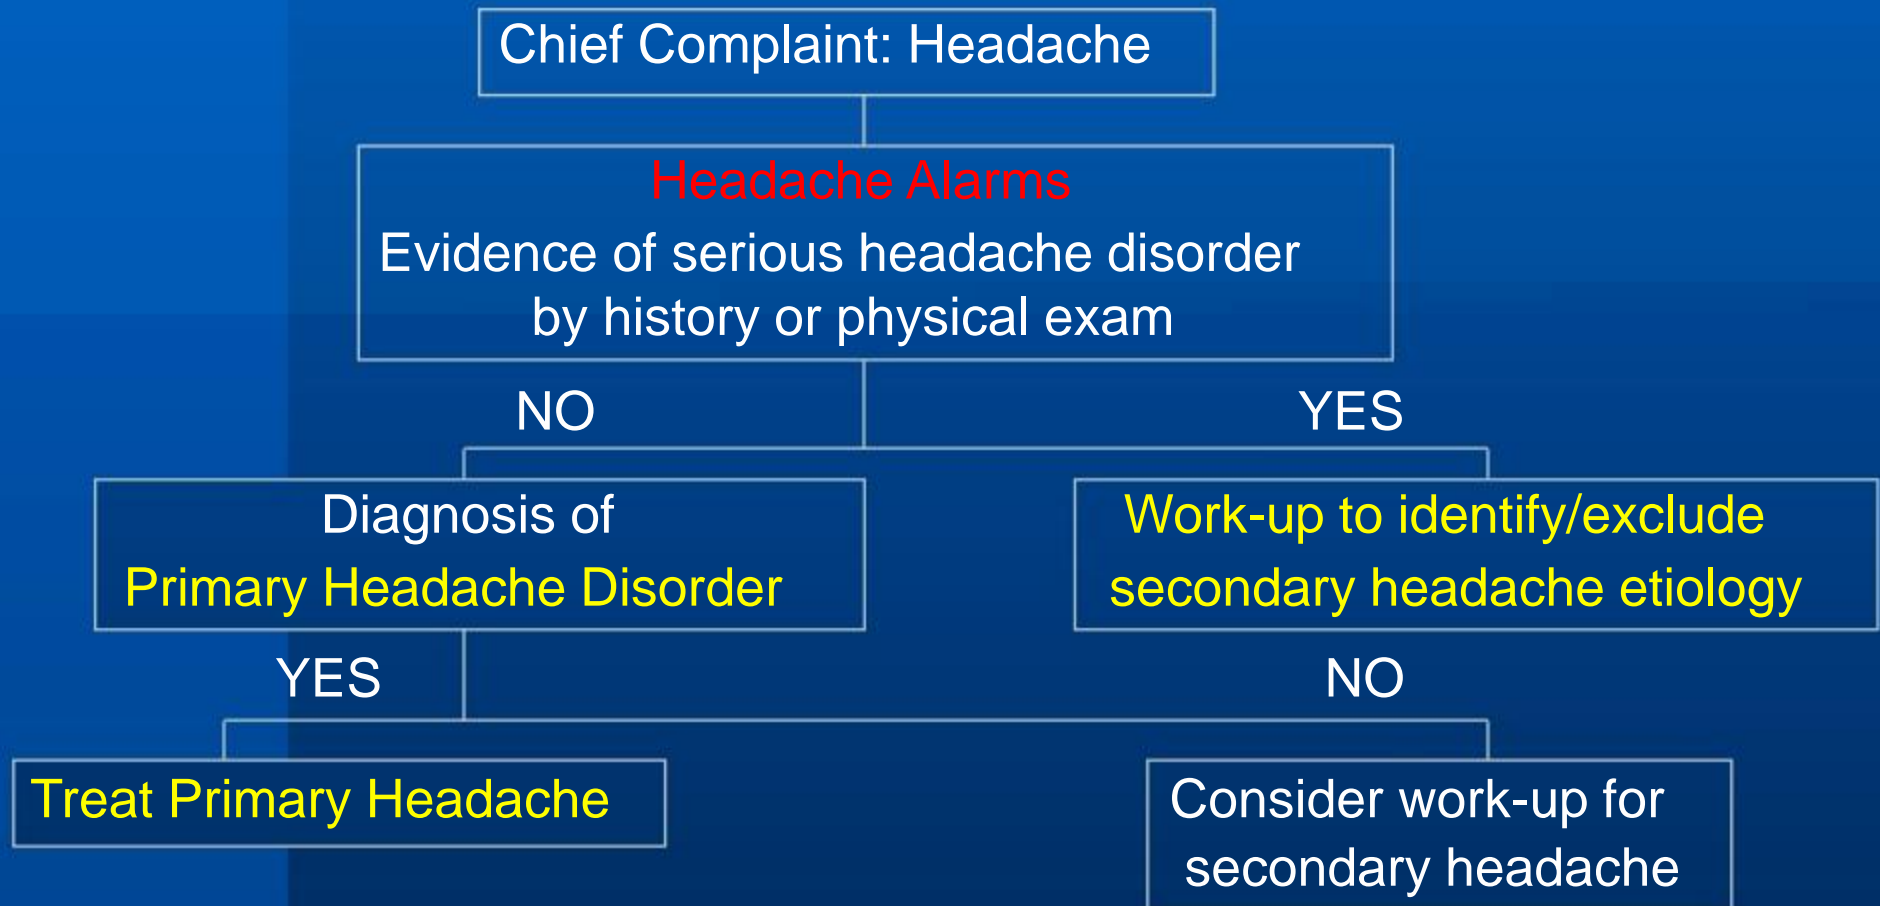 Chief Complaint: Headache
Headache Alarms
Evidence of serious headache disorder
by history or physical exam
NO
YES
Diagnosis of
Primary Headache Disorder
Work-up to identify/exclude
secondary headache etiology
YES
NO
Treat Primary Headache
Consider work-up for
secondary headache